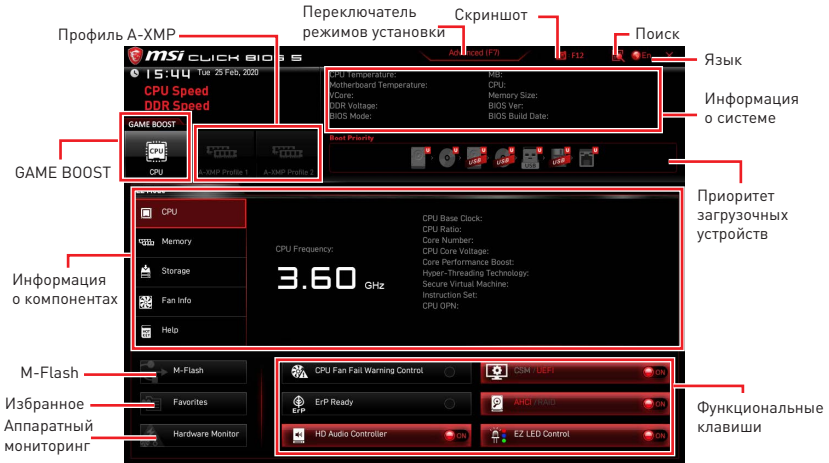 Переключатель
режимов установки
Скриншот
Профиль A-XMP
Поиск
Язык
msi CLICK BIOS 5
Advanced (F7)
F12
En
X
15:44 Tue 25 Feb, 2020
CPU Speed
DDR Speed
CPU Temperature:
Motherboard Temperature:
VCore:
DDR Voltage:
BIOS Mode:
MB:
CPU:
Memory Size:
BIOS Ver:
BIOS Build Date:
Информация
о системе
GAME BOOST
CPU
CPU
A-XMP Profile 1
A-XMP Profile 2
Boot Priority
U U U U U U
USB USB USB USB
GAME BOOST
Приоритет
загрузочных
устройств
CPU
Memory
Storage
Fan Info
Help
CPU Frequency:
3.60 GHz
CPU Base Clock:
CPU Ratio:
Core Number:
CPU Core Voltage:
Core Performance Boost:
Hyper-Threading Technology:
Secure Virtual Machine:
Instruction Set:
CPU OPN:
Информация
о компонентах
M-Flash
M-Flash
Избранное
Favorites
Аппаратный
мониторинг
Hardware Monitor
CPU Fan Fail Warning Control
CSM /UEFI
ON
ErP
ErP Ready
AHCI /RAID
ON
HD Audio Controller
ON
EZ LED Control
ON
Функциональные
клавиши